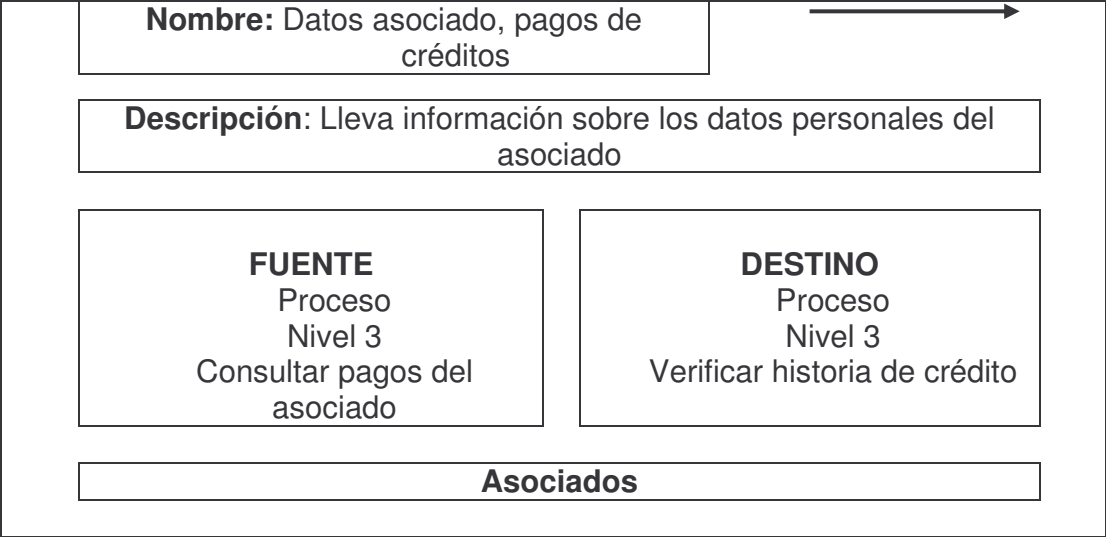 Nombre: Datos asociado, pagos de
créditos
Descripción: Lleva información sobre los datos personales del
asociado
FUENTE
Proceso
Nivel 3
Consultar pagos del
asociado
DESTINO
Proceso
Nivel 3
Verificar historia de crédito
Asociados